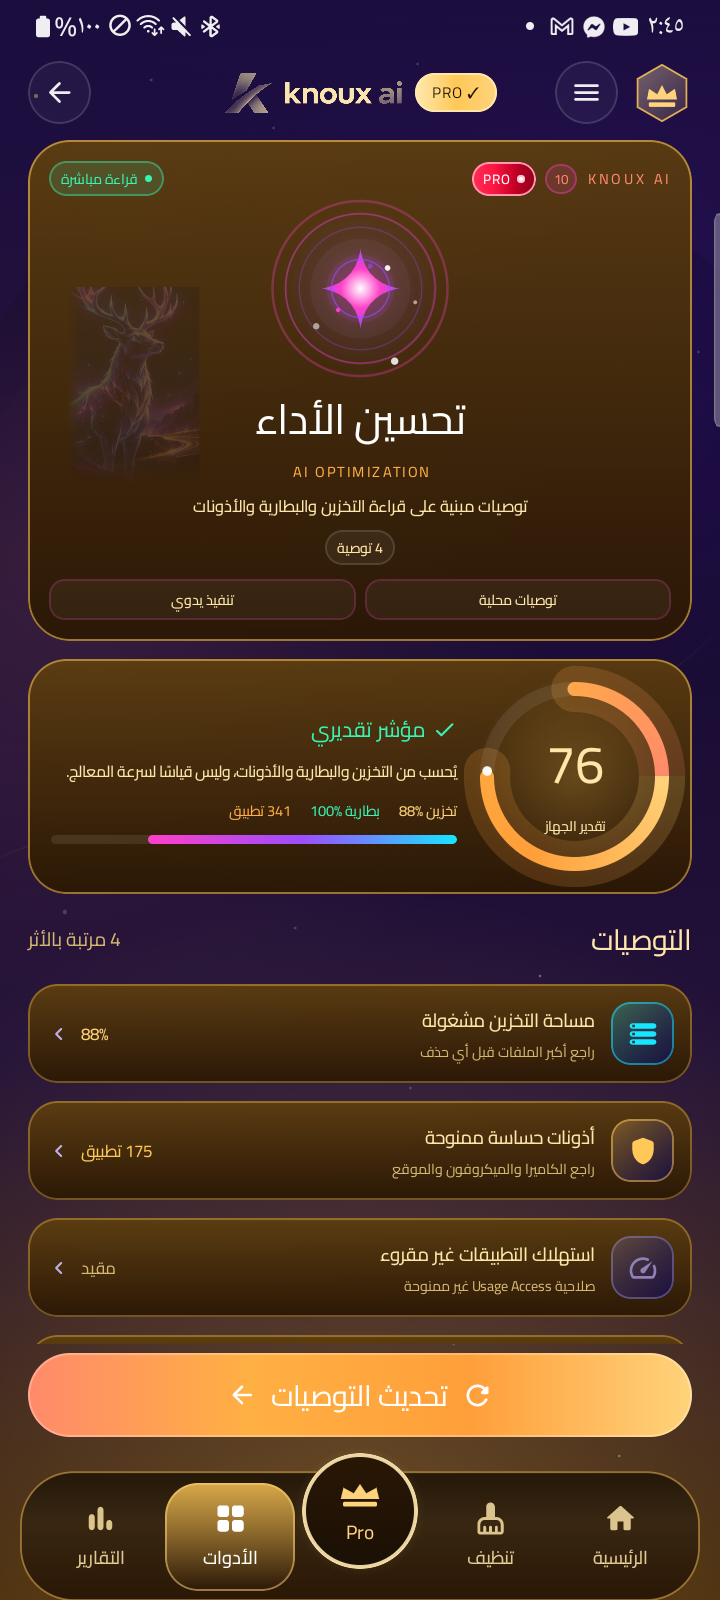 ٢:٤٥
%١٠٠
knoux ai PRO ✓
KNOUX AI 10 PRO
قراءة مباشرة
تحسين الأداء
AI OPTIMIZATION
توصيات مبنية على قراءة التخزين والبطارية والأذونات
4 توصية
توصيات محلية
تنفيذ يدوي
76
تقدير الجهاز
مؤشر تقديري
يُحسب من التخزين والبطارية والأذونات، وليس قياسًا لسرعة المعالج.
تخزين 88% بطارية 100% 341 تطبيق
التوصيات
4 مرتبة بالأثر
مساحة التخزين مشغولة
راجع أكبر الملفات قبل أي حذف
88%
أذونات حساسة ممنوحة
راجع الكاميرا والميكروفون والموقع
175 تطبيق
استهلاك التطبيقات غير مقروء
صلاحية Usage Access غير ممنوحة
مقيد
تحديث التوصيات
الرئيسية
تنظيف
Pro
الأدوات
التقارير